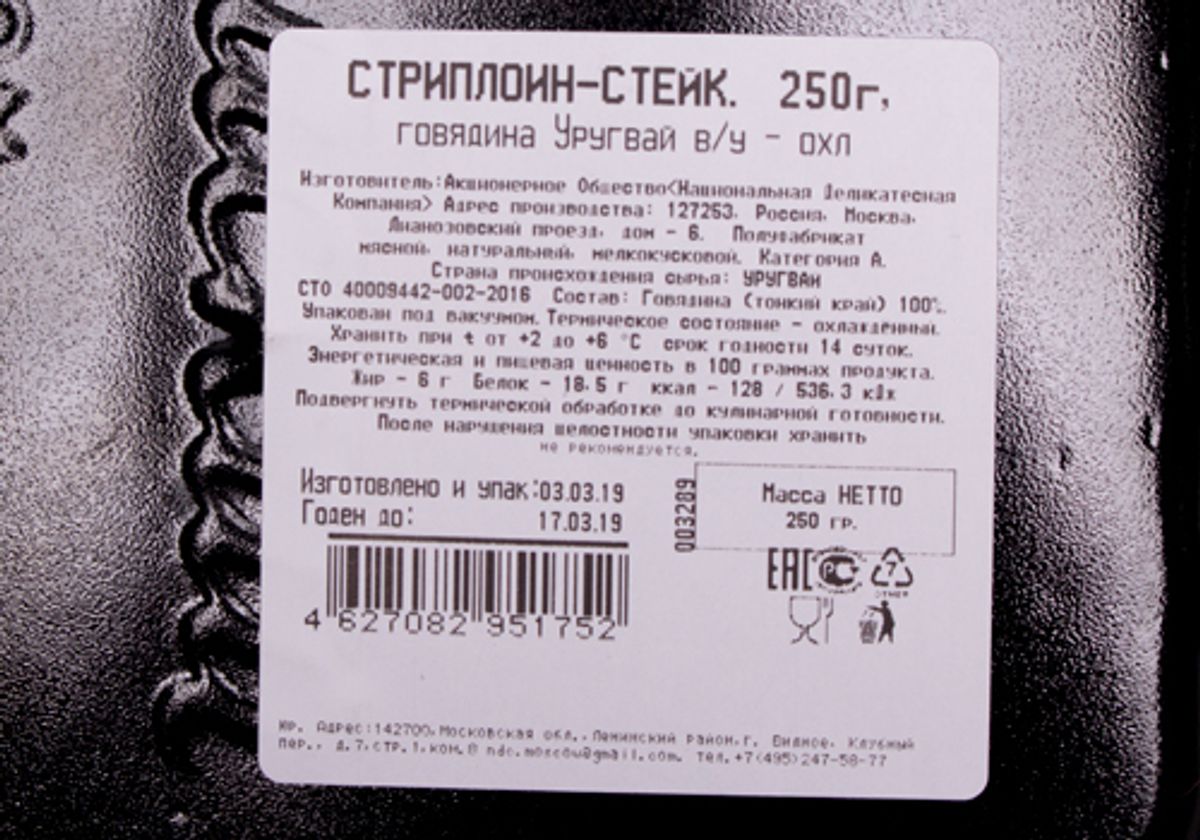 СТРИПЛОИН-СТЕЙК. 250г,
говядина Уругвай в/у - охл
Изготовитель:Акционерное Общество<Национальная Деликатесная
Компания> Адрес производства: 127253, Россия, Москва,
Лианозовский проезд, дом - 6. Полуфабрикат
мясной, натуральный, мелкокусковой. Категория А.
Страна происхождения сырья: УРУГВАЙ
СТО 40009442-002-2016 Состав: Говядина (тонкий край) 100%.
Упакован под вакуумом. Термическое состояние - охлажденный.
Хранить при t от +2 до +6 °С срок годности 14 суток.
Энергетическая и пищевая ценность в 100 граммах продукта.
Жир - 6 г Белок - 18.5 г ккал - 128 / 536.3 кДж
Подвергнуть термической обработке до кулинарной готовности.
После нарушения целостности упаковки хранить
не рекомендуется.
Изготовлено и упак:03.03.19
Годен до: 17.03.19
003289
Масса НЕТТО
250 гр.
ЕАС РС 7
OTHER
4 627082 951752
Юр. Адрес:142700,Московская обл., Ленинский район,г. Видное, Клубный
пер., д.7,стр.1,ком.8 ndc.moscow@gmail.com, тел.+7(495)247-58-77